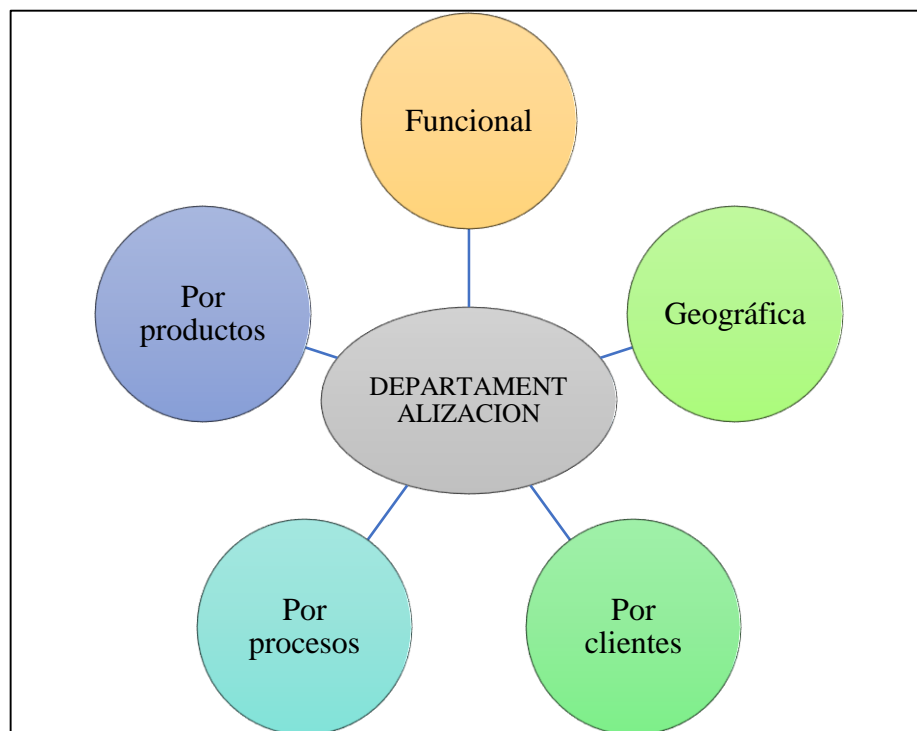 Funcional
Por
productos
Geográfica
DEPARTAMENT
ALIZACION
Por
procesos
Por
clientes